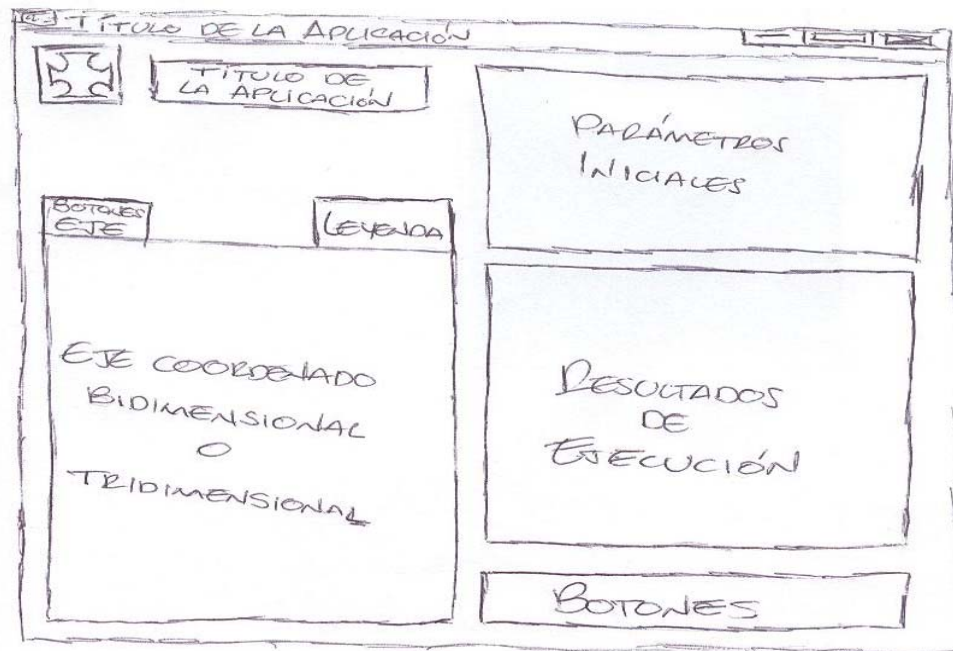 TÍTULO DE LA APLICACIÓN
TÍTULO DE
LA APLICACIÓN
PARÁMETROS
INICIALES
BOTONES
EJE
LEYENDA
EJE COORDENADO
BIDIMENSIONAL
O
TRIDIMENSIONAL
RESULTADOS
DE
EJECUCIÓN
BOTONES